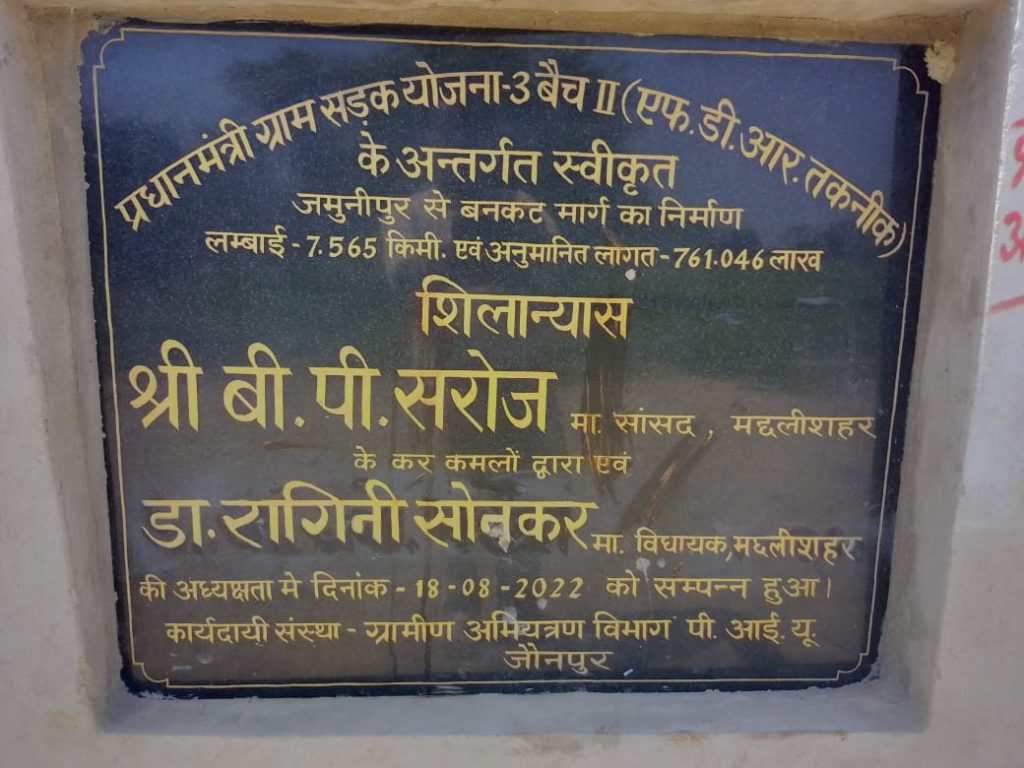 प्रधानमंत्री ग्राम सड़क योजना-3 बैच II (एफ.डी.आर. तकनीक)
के अन्तर्गत स्वीकृत
जमुनीपुर से बनकट मार्ग का निर्माण
लम्बाई - 7.565 किमी. एवं अनुमानित लागत - 761.046 लाख
शिलान्यास
श्री बी. पी. सरोज मा. सांसद , मछलीशहर
के कर कमलों द्वारा एवं
डा. रागिनी सोनकर मा. विधायक, मछलीशहर
की अध्यक्षता मे दिनांक - 18-08-2022 को सम्पन्न हुआ।
कार्यदायी संस्था - ग्रामीण अभियत्रण विभाग पी. आई. यू.
जौनपुर